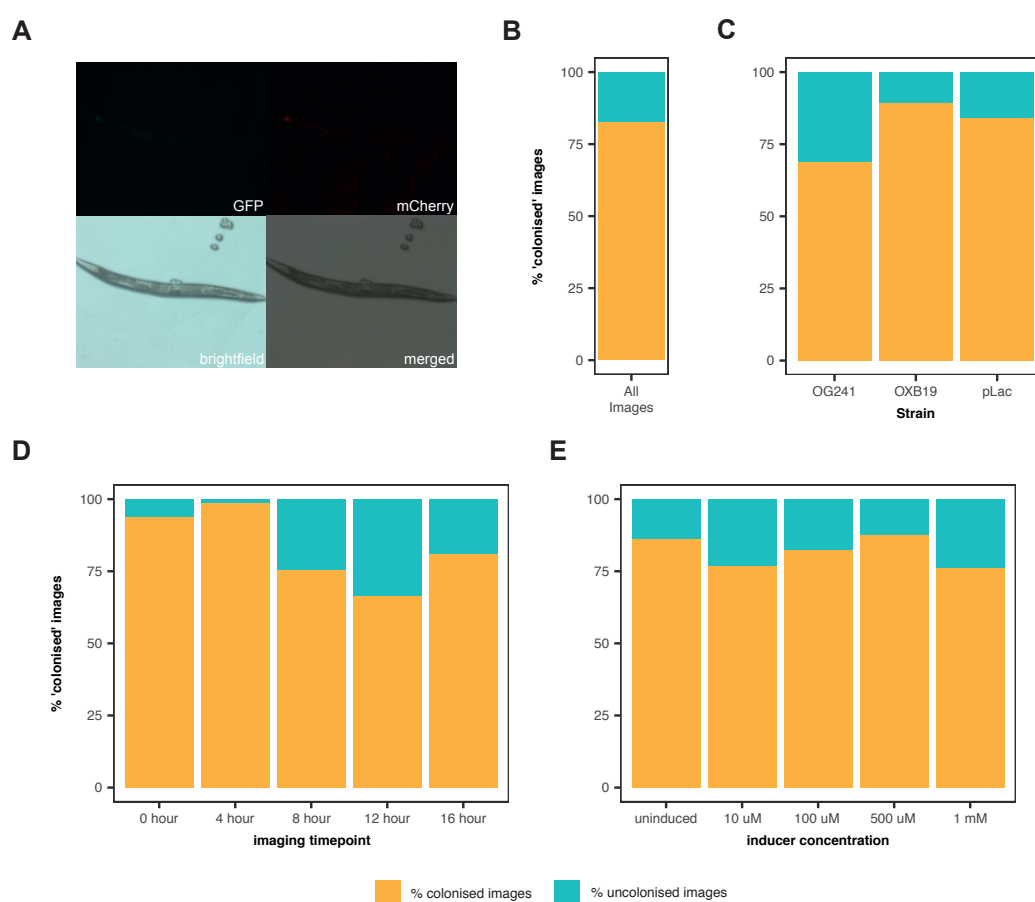 A
B
C
GFP
mCherry
brightfield
merged
% 'colonised' images
100
75
50
25
0
All
Images
100
75
50
25
0
OG241
OXB19
pLac
Strain
D
E
% 'colonised' images
100
75
50
25
0
0 hour
4 hour
8 hour
12 hour
16 hour
imaging timepoint
100
75
50
25
0
uninduced
10 uM
100 uM
500 uM
1 mM
inducer concentration
% colonised images
% uncolonised images